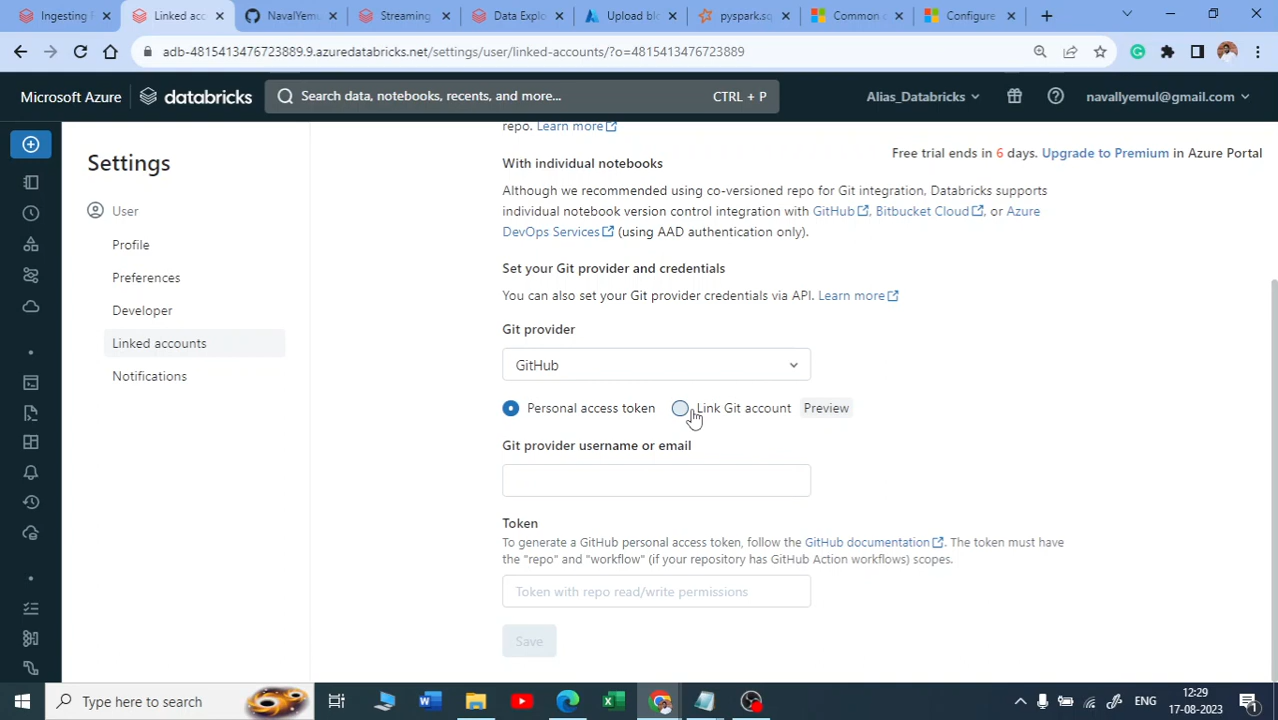 Ingesting
Linked acc
NavalYem
Streaming
Data Explo
Upload blo
pyspark.sq
Common c
Configure
adb-4815413476723889.9.azuredatabricks.net/settings/user/linked-accounts/?o=4815413476723889
Microsoft Azure
databricks
Search data, notebooks, recents, and more...
CTRL + P
Alias_Databricks
navallyemul@gmail.com
Settings
User
Profile
Preferences
Developer
Linked accounts
Notifications
repo. Learn more
Free trial ends in 6 days. Upgrade to Premium in Azure Portal
With individual notebooks
Although we recommended using co-versioned repo for Git integration, Databricks supports
individual notebook version control integration with GitHub, Bitbucket Cloud, or Azure
DevOps Services (using AAD authentication only).
Set your Git provider and credentials
You can also set your Git provider credentials via API. Learn more
Git provider
GitHub
Personal access token
Link Git account
Preview
Git provider username or email
Token
To generate a GitHub personal access token, follow the GitHub documentation. The token must have
the "repo" and "workflow" (if your repository has GitHub Action workflows) scopes.
Token with repo read/write permissions
Save
Type here to search
ENG
12:29
17-08-2023
1